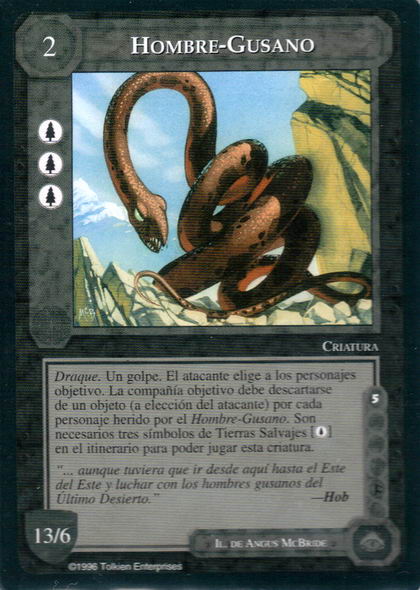 2
HOMBRE-GUSANO
CRIATURA
Draque. Un golpe. El atacante elige a los personajes
objetivo. La compañía objetivo debe descartarse
de un objeto (a elección del atacante) por cada
personaje herido por el Hombre-Gusano. Son
necesarios tres símbolos de Tierras Salvajes [ ]
en el itinerario para poder jugar esta criatura.
5
“... aunque tuviera que ir desde aquí hasta el Este
del Este y luchar con los hombres gusanos del
Último Desierto.” —Hob
13/6
IL. DE ANGUS MCBRIDE
©1996 Tolkien Enterprises